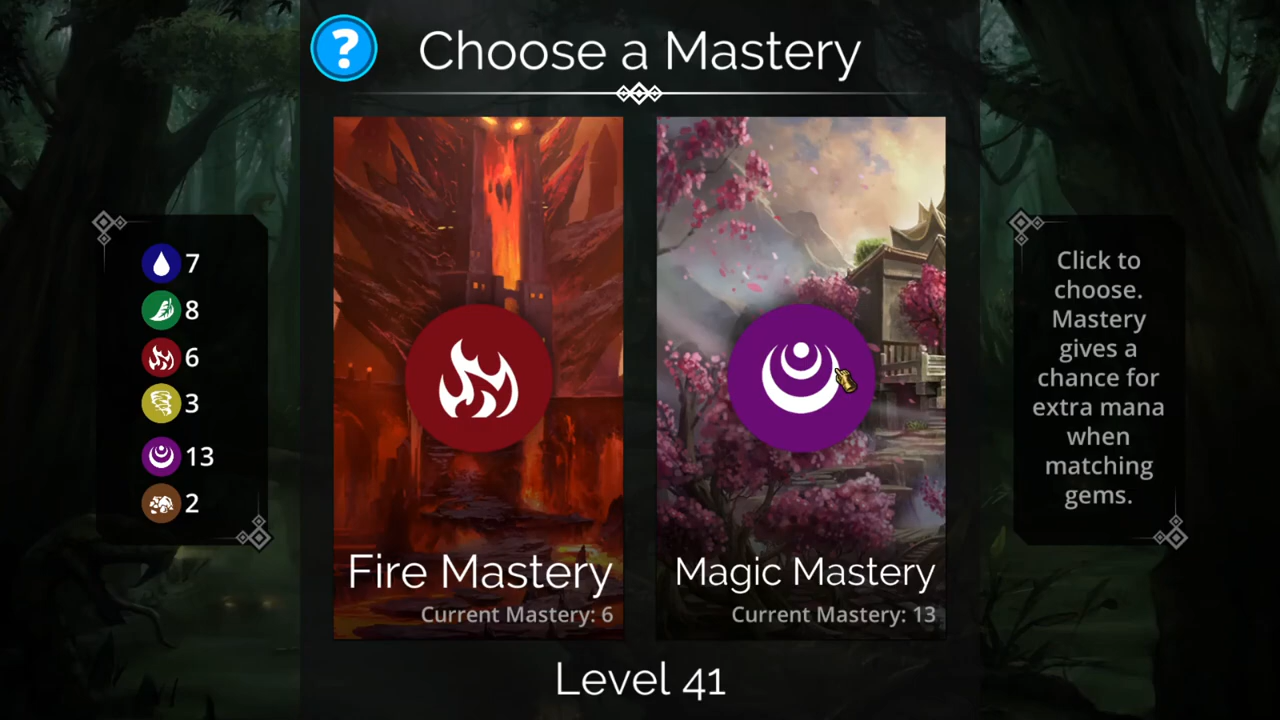 ?
Choose a Mastery
7
8
6
3
13
2
Fire Mastery
Current Mastery: 6
Magic Mastery
Current Mastery: 13
Click to
choose.
Mastery
gives a
chance for
extra mana
when
matching
gems.
Level 41